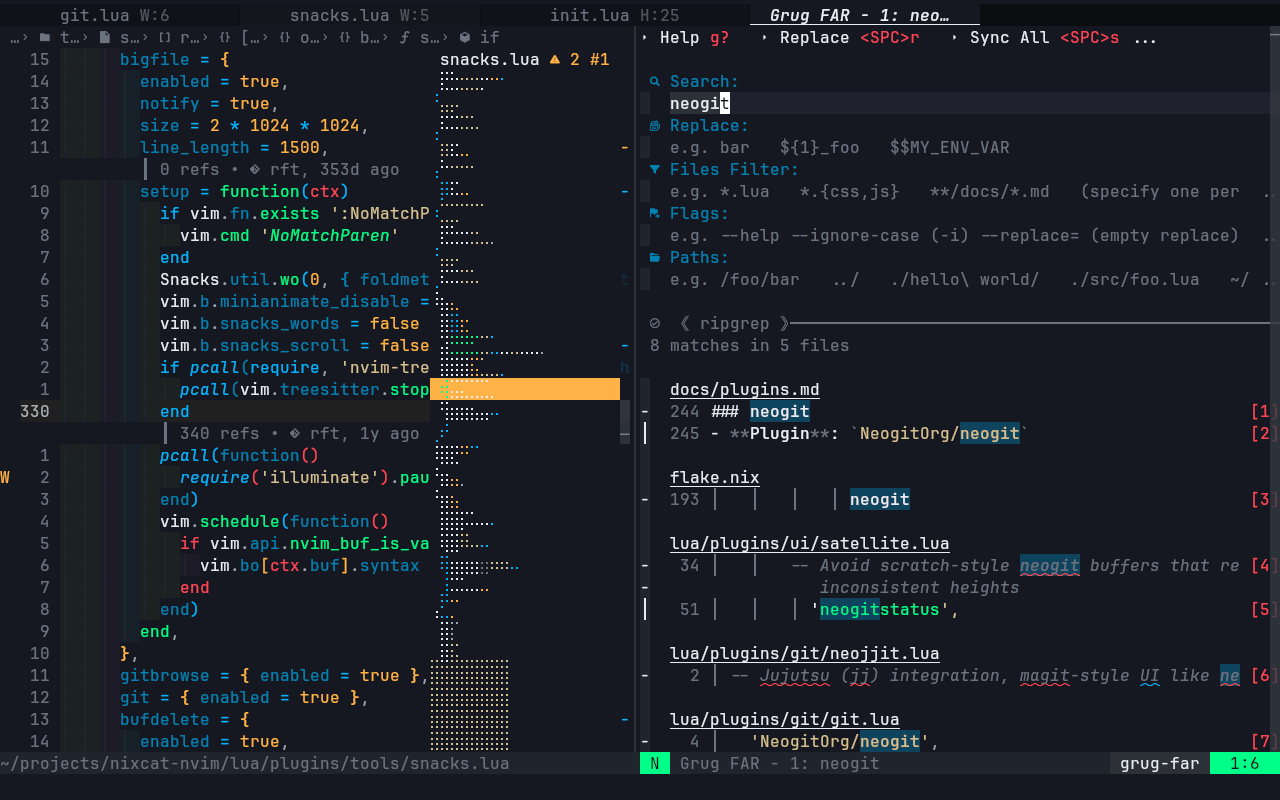 git.lua W:6 snacks.lua W:5 init.lua H:25 Grug FAR - 1: neo…
…› t…› s…› r…› […› o…› b…› s…› if
15 bigfile = {
14 enabled = true,
13 notify = true,
12 size = 2 * 1024 * 1024,
11 line_length = 1500,
0 refs • rft, 353d ago
10 setup = function(ctx)
9 if vim.fn.exists ':NoMatchP
8 vim.cmd 'NoMatchParen'
7 end
6 Snacks.util.wo(0, { foldmet
5 vim.b.minianimate_disable =
4 vim.b.snacks_words = false
3 vim.b.snacks_scroll = false
2 if pcall(require, 'nvim-tre
1 pcall(vim.treesitter.stop
330 end
340 refs • rft, 1y ago
1 pcall(function()
W 2 require('illuminate').pau
3 end)
4 vim.schedule(function()
5 if vim.api.nvim_buf_is_va
6 vim.bo[ctx.buf].syntax
7 end
8 end)
9 end,
10 },
11 gitbrowse = { enabled = true },
12 git = { enabled = true },
13 bufdelete = {
14 enabled = true,
~/projects/nixcat-nvim/lua/plugins/tools/snacks.lua
snacks.lua 2 #1
Help g? Replace <SPC>r Sync All <SPC>s ...
Search:
neogit
Replace:
e.g. bar ${1}_foo $$MY_ENV_VAR
Files Filter:
e.g. *.lua *.{css,js} **/docs/*.md (specify one per ..
Flags:
e.g. --help --ignore-case (-i) --replace= (empty replace) ..
Paths:
e.g. /foo/bar ../ ./hello\ world/ ./src/foo.lua ~/ ..
《 ripgrep 》
8 matches in 5 files
docs/plugins.md
244 ### neogit [1]
245 - **Plugin**: `NeogitOrg/neogit` [2]
flake.nix
193 │ │ │ │ neogit [3]
lua/plugins/ui/satellite.lua
34 │ │ -- Avoid scratch-style neogit buffers that re [4]
inconsistent heights
51 │ │ │ 'neogitstatus', [5]
lua/plugins/git/neojjit.lua
2 │ -- Jujutsu (jj) integration, magit-style UI like ne [6]
lua/plugins/git/git.lua
4 │ 'NeogitOrg/neogit', [7]
N Grug FAR - 1: neogit grug-far 1:6